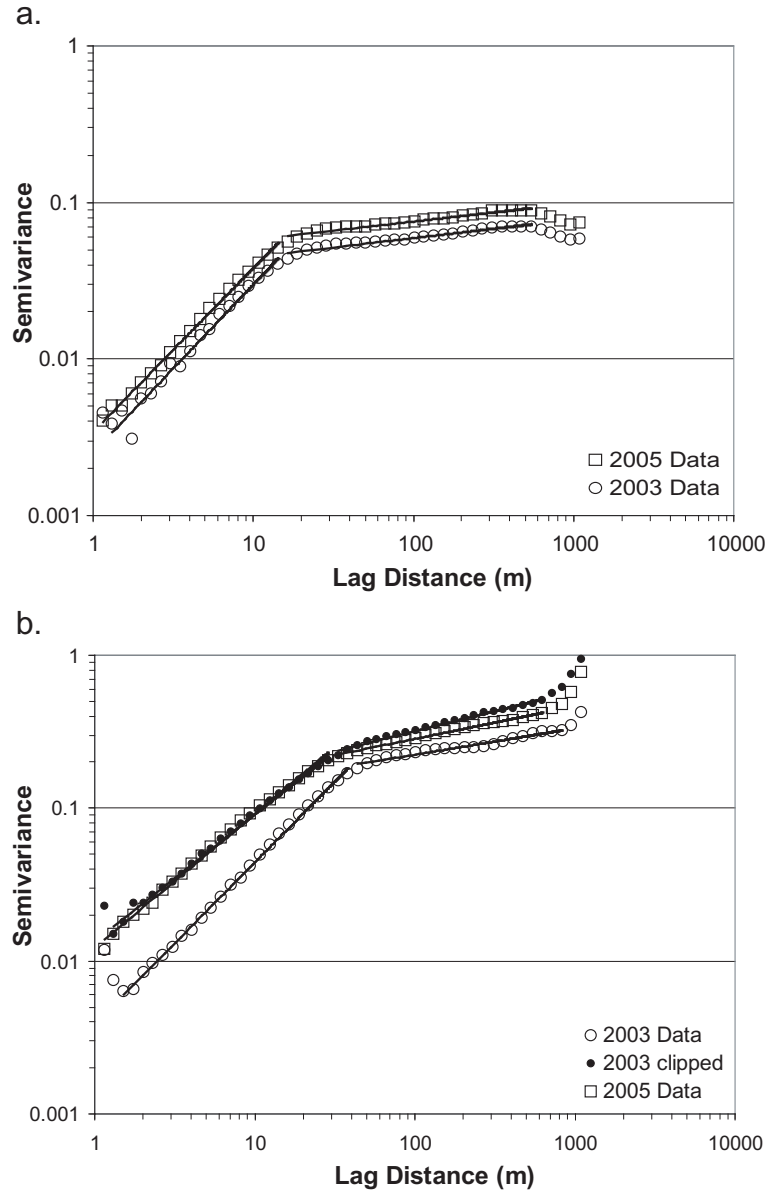 a.
1
0.1
0.01
0.001
Semivariance
1 10 100 1000 10000
Lag Distance (m)
2005 Data
2003 Data
b.
1
0.1
0.01
0.001
Semivariance
1 10 100 1000 10000
Lag Distance (m)
2003 Data
2003 clipped
2005 Data